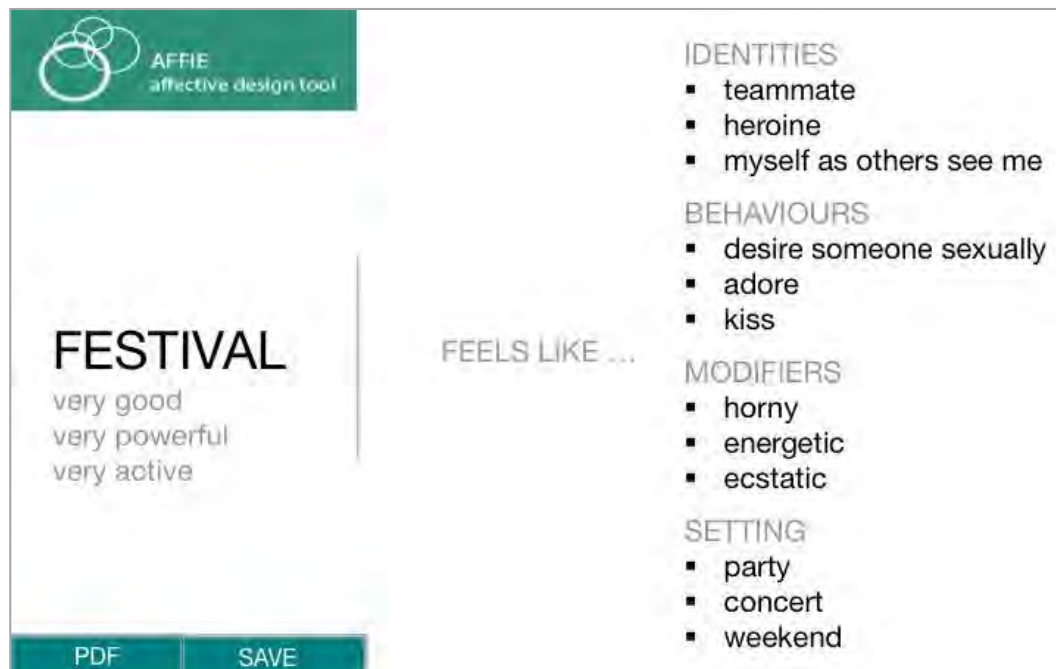 AFFIE
affective design tool
FESTIVAL
very good
very powerful
very active
FEELS LIKE ...
IDENTITIES
▪ teammate
▪ heroine
▪ myself as others see me
BEHAVIOURS
▪ desire someone sexually
▪ adore
▪ kiss
MODIFIERS
▪ horny
▪ energetic
▪ ecstatic
SETTING
▪ party
▪ concert
▪ weekend
PDF
SAVE